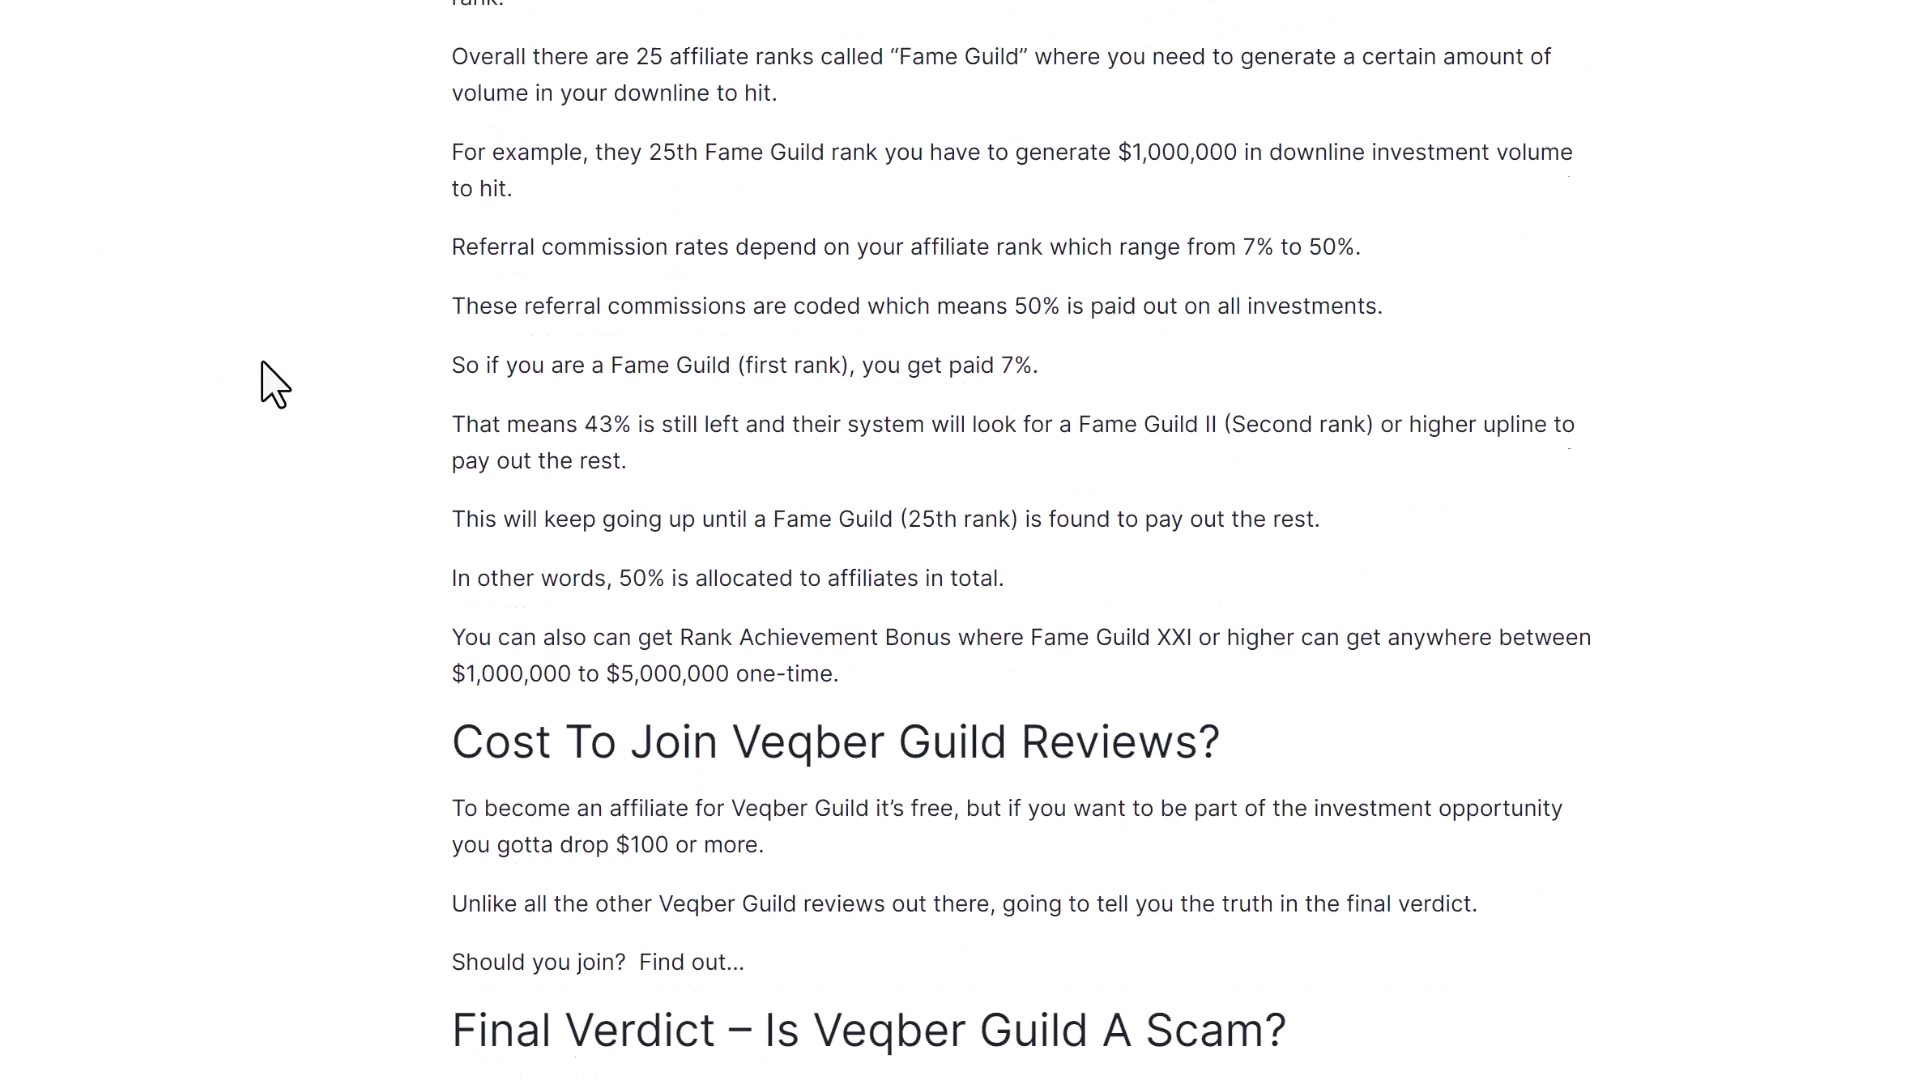 rank.
Overall there are 25 affiliate ranks called “Fame Guild” where you need to generate a certain amount of
volume in your downline to hit.
For example, they 25th Fame Guild rank you have to generate $1,000,000 in downline investment volume
to hit.
Referral commission rates depend on your affiliate rank which range from 7% to 50%.
These referral commissions are coded which means 50% is paid out on all investments.
So if you are a Fame Guild (first rank), you get paid 7%.
That means 43% is still left and their system will look for a Fame Guild II (Second rank) or higher upline to
pay out the rest.
This will keep going up until a Fame Guild (25th rank) is found to pay out the rest.
In other words, 50% is allocated to affiliates in total.
You can also can get Rank Achievement Bonus where Fame Guild XXI or higher can get anywhere between
$1,000,000 to $5,000,000 one-time.
Cost To Join Veqber Guild Reviews?
To become an affiliate for Veqber Guild it’s free, but if you want to be part of the investment opportunity
you gotta drop $100 or more.
Unlike all the other Veqber Guild reviews out there, going to tell you the truth in the final verdict.
Should you join?  Find out…
Final Verdict – Is Veqber Guild A Scam?